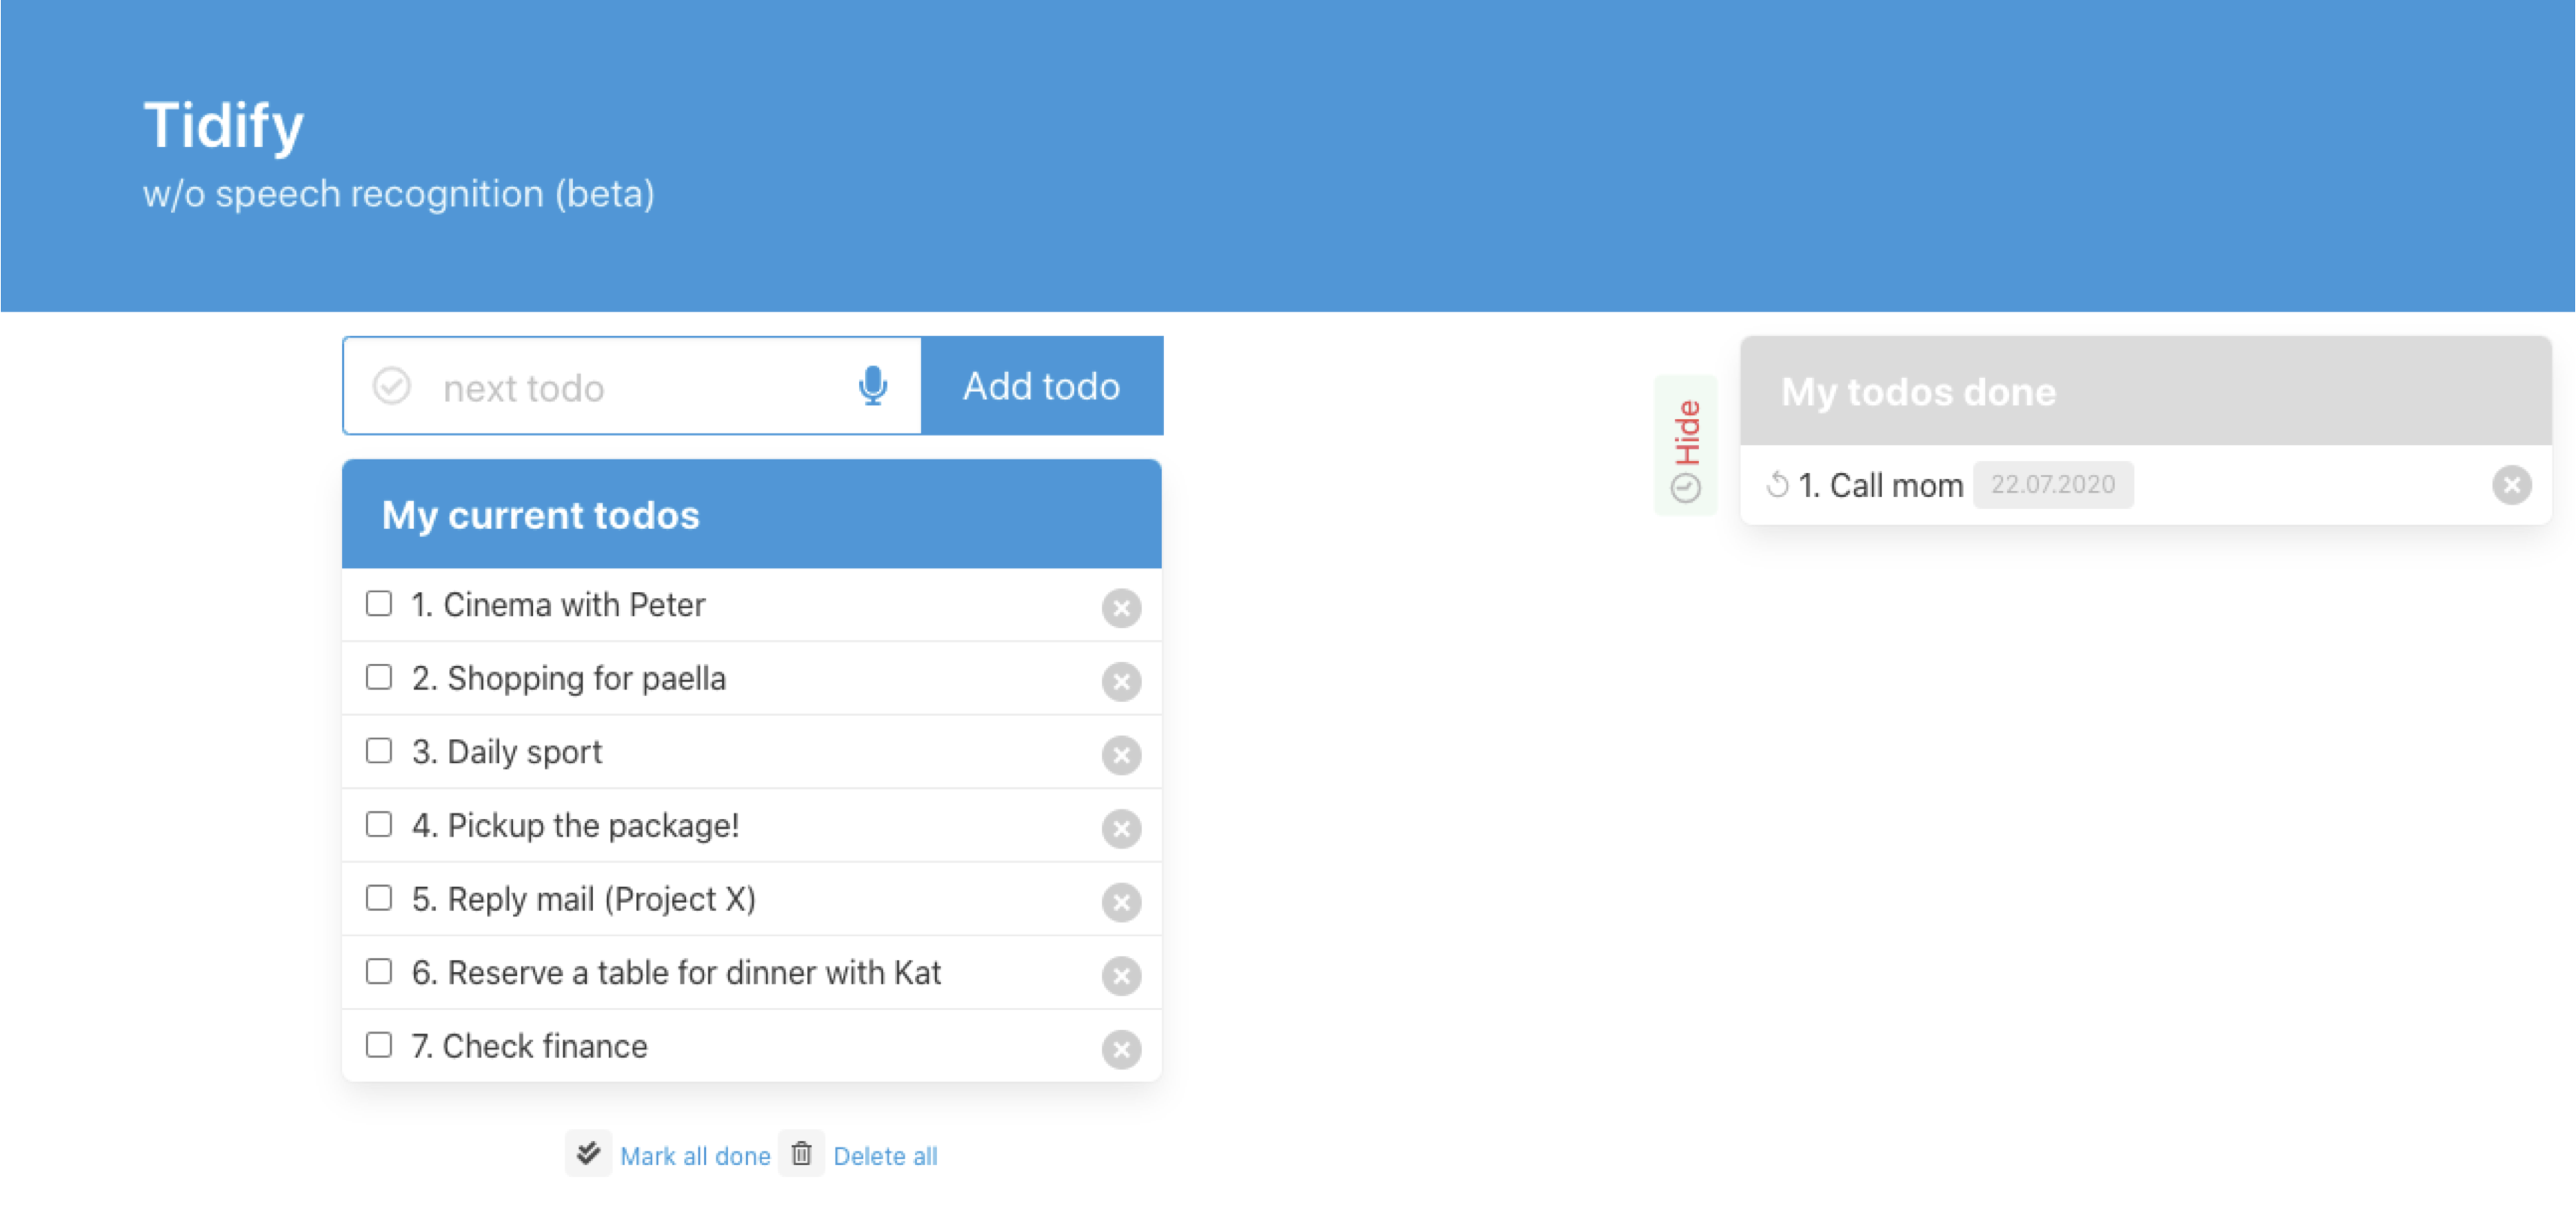 Tidify
w/o speech recognition (beta)
next todo
Add todo
My current todos
1. Cinema with Peter
2. Shopping for paella
3. Daily sport
4. Pickup the package!
5. Reply mail (Project X)
6. Reserve a table for dinner with Kat
7. Check finance
Mark all done
Delete all
Hide
My todos done
1. Call mom 22.07.2020